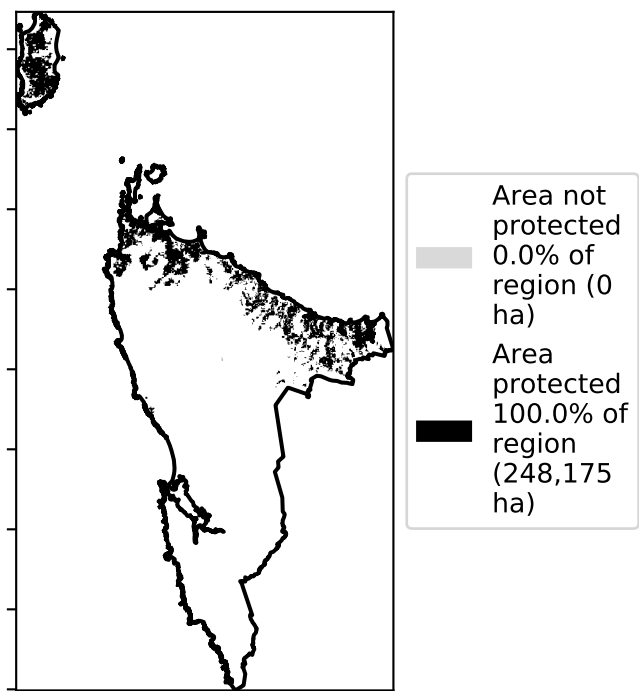 Area not
protected
0.0% of
region (0
ha)
Area
protected
100.0% of
region
(248,175
ha)